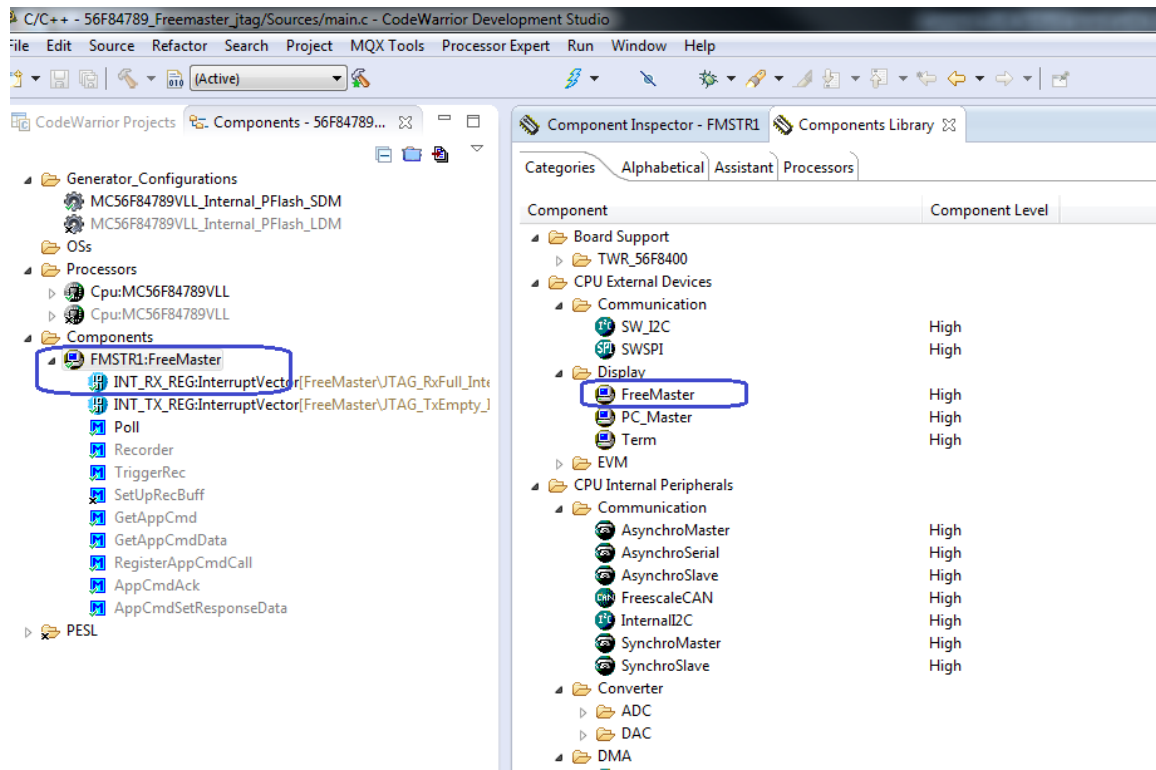 C/C++ - 56F84789_Freemaster_jtag/Sources/main.c - CodeWarrior Development Studio
File Edit Source Refactor Search Project MQX Tools Processor Expert Run Window Help
(Active)
CodeWarrior Projects Components - 56F84789...
Generator_Configurations
MC56F84789VLL_Internal_PFlash_SDM
MC56F84789VLL_Internal_PFlash_LDM
OSs
Processors
Cpu:MC56F84789VLL
Cpu:MC56F84789VLL
Components
FMSTR1:FreeMaster
INT_RX_REG:InterruptVector[FreeMaster\JTAG_RxFull_Inte
INT_TX_REG:InterruptVector[FreeMaster\JTAG_TxEmpty_I
Poll
Recorder
TriggerRec
SetUpRecBuff
GetAppCmd
GetAppCmdData
RegisterAppCmdCall
AppCmdAck
AppCmdSetResponseData
PESL
Component Inspector - FMSTR1 Components Library
Categories Alphabetical Assistant Processors
Component Component Level
Board Support
TWR_56F8400
CPU External Devices
Communication
SW_I2C High
SWSPI High
Display
FreeMaster High
PC_Master High
Term High
EVM
CPU Internal Peripherals
Communication
AsynchroMaster High
AsynchroSerial High
AsynchroSlave High
FreescaleCAN High
InternalI2C High
SynchroMaster High
SynchroSlave High
Converter
ADC
DAC
DMA